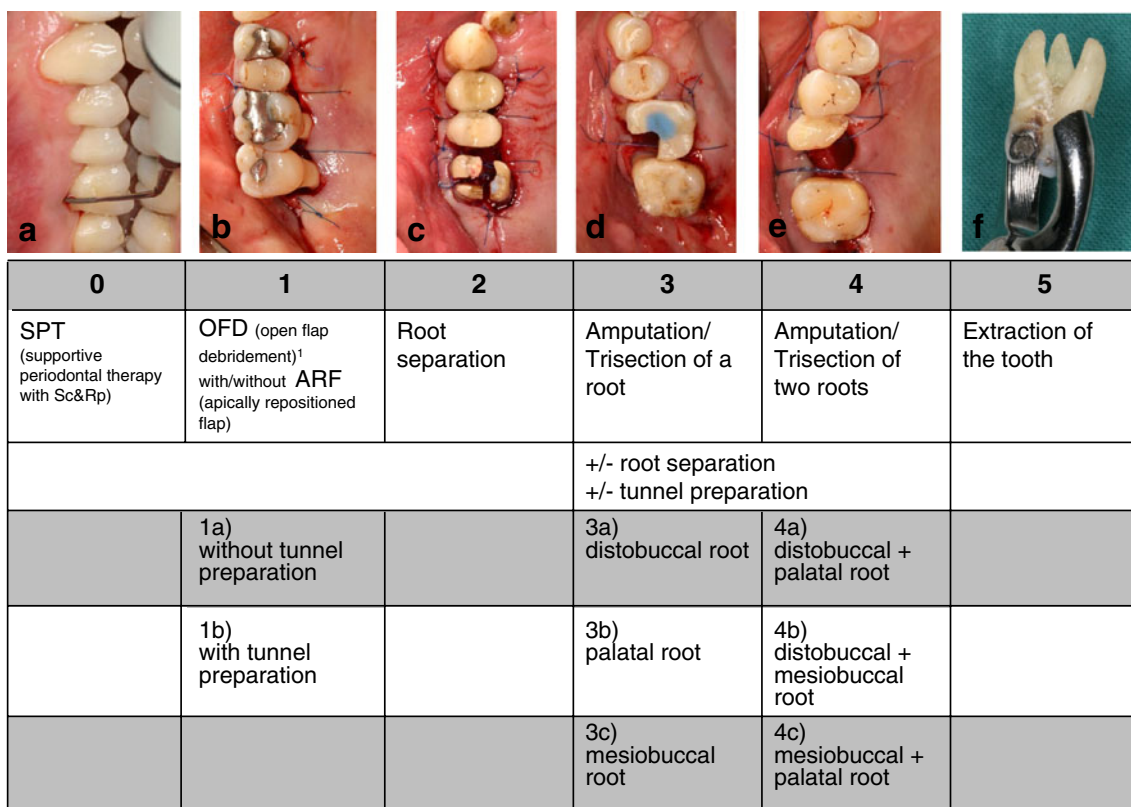 a
b
c
d
e
f
0
1
2
3
4
5
SPT
(supportive
periodontal therapy
with Sc&Rp)
OFD (open flap
debridement)1
with/without ARF
(apically repositioned
flap)
Root
separation
Amputation/
Trisection of a
root
Amputation/
Trisection of
two roots
Extraction of
the tooth
+/- root separation
+/- tunnel preparation
1a)
without tunnel
preparation
3a)
distobuccal root
4a)
distobuccal +
palatal root
1b)
with tunnel
preparation
3b)
palatal root
4b)
distobuccal +
mesiobuccal
root
3c)
mesiobuccal
root
4c)
mesiobuccal +
palatal root